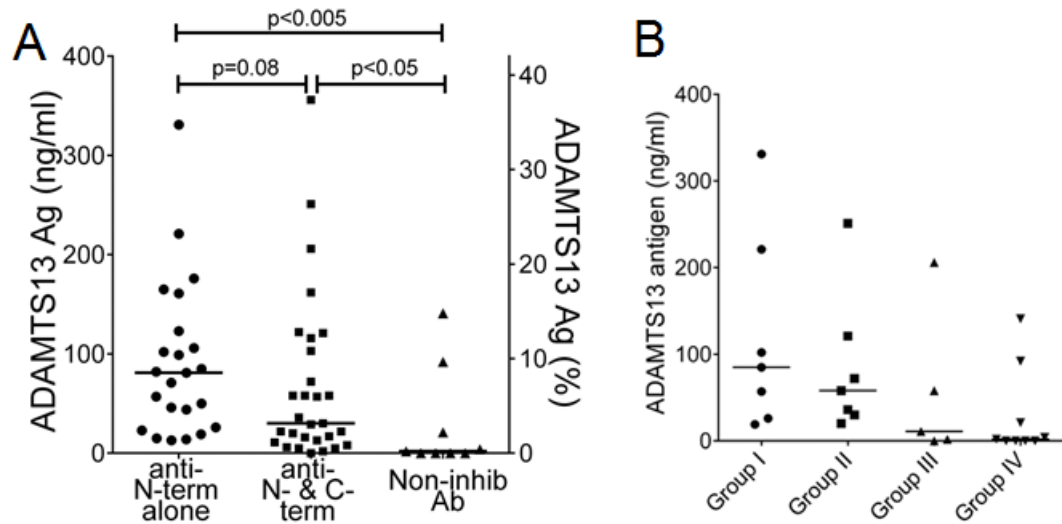 A
p<0.005
p=0.08
p<0.05
ADAMTS13 Ag (ng/ml)
400
300
200
100
0
ADAMTS13 Ag (%)
40
30
20
10
0
anti-
N-term
alone
anti-
N- & C-
term
Non-inhib
Ab
B
ADAMTS13 antigen (ng/ml)
400
300
200
100
0
Group I
Group II
Group III
Group IV